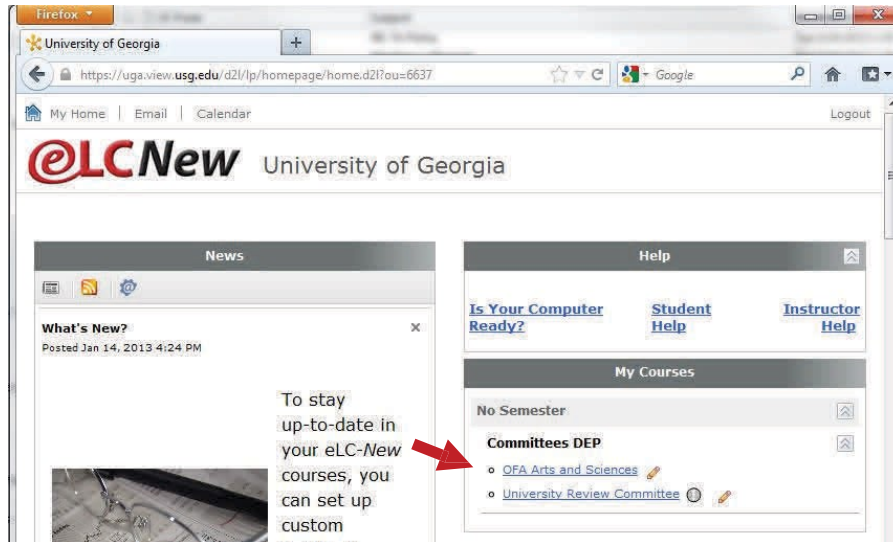 Firefox
University of Georgia
https://uga.view.usg.edu/d2l/lp/homepage/home.d2l?ou=6637
Google
My Home | Email | Calendar
Logout
eLCNew University of Georgia
News
What's New?
Posted Jan 14, 2013 4:24 PM
To stay
up-to-date in
your eLC-New
courses, you
can set up
custom
Help
Is Your Computer
Ready?
Student
Help
Instructor
Help
My Courses
No Semester
Committees DEP
OFA Arts and Sciences
University Review Committee